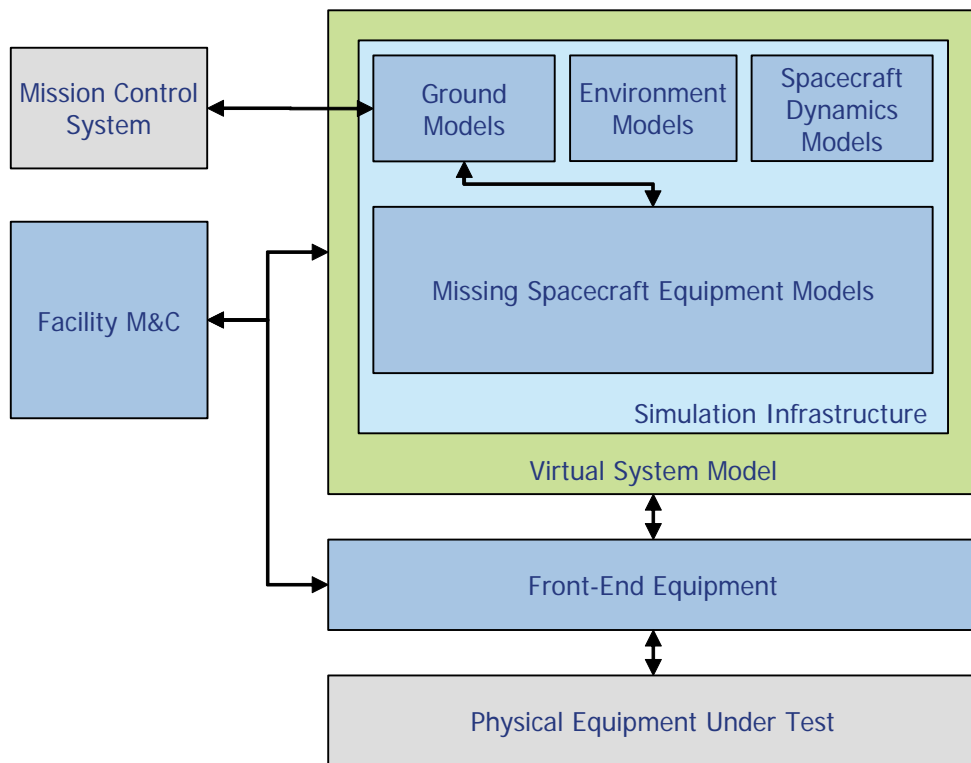 Mission Control
System
Ground
Models
Environment
Models
Spacecraft
Dynamics
Models
Facility M&C
Missing Spacecraft Equipment Models
Simulation Infrastructure
Virtual System Model
Front-End Equipment
Physical Equipment Under Test